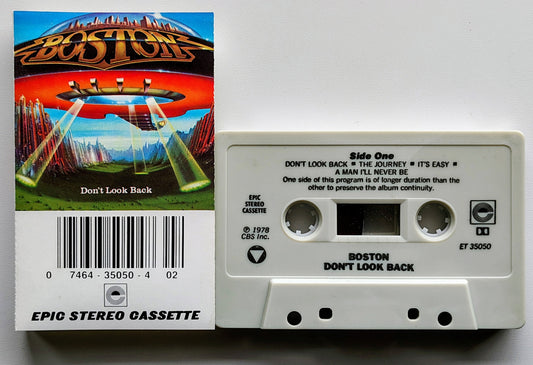 BOSTON
Don't Look Back
0 7464-35050-4 02
e
EPIC STEREO CASSETTE
Side One
DON'T LOOK BACK ■ THE JOURNEY ■ IT'S EASY ■
A MAN I'LL NEVER BE
One side of this program is of longer duration than the
other to preserve the album continuity.
EPIC
STEREO
CASSETTE
℗ 1978
CBS Inc.
e
ET 35050
BOSTON
DON'T LOOK BACK